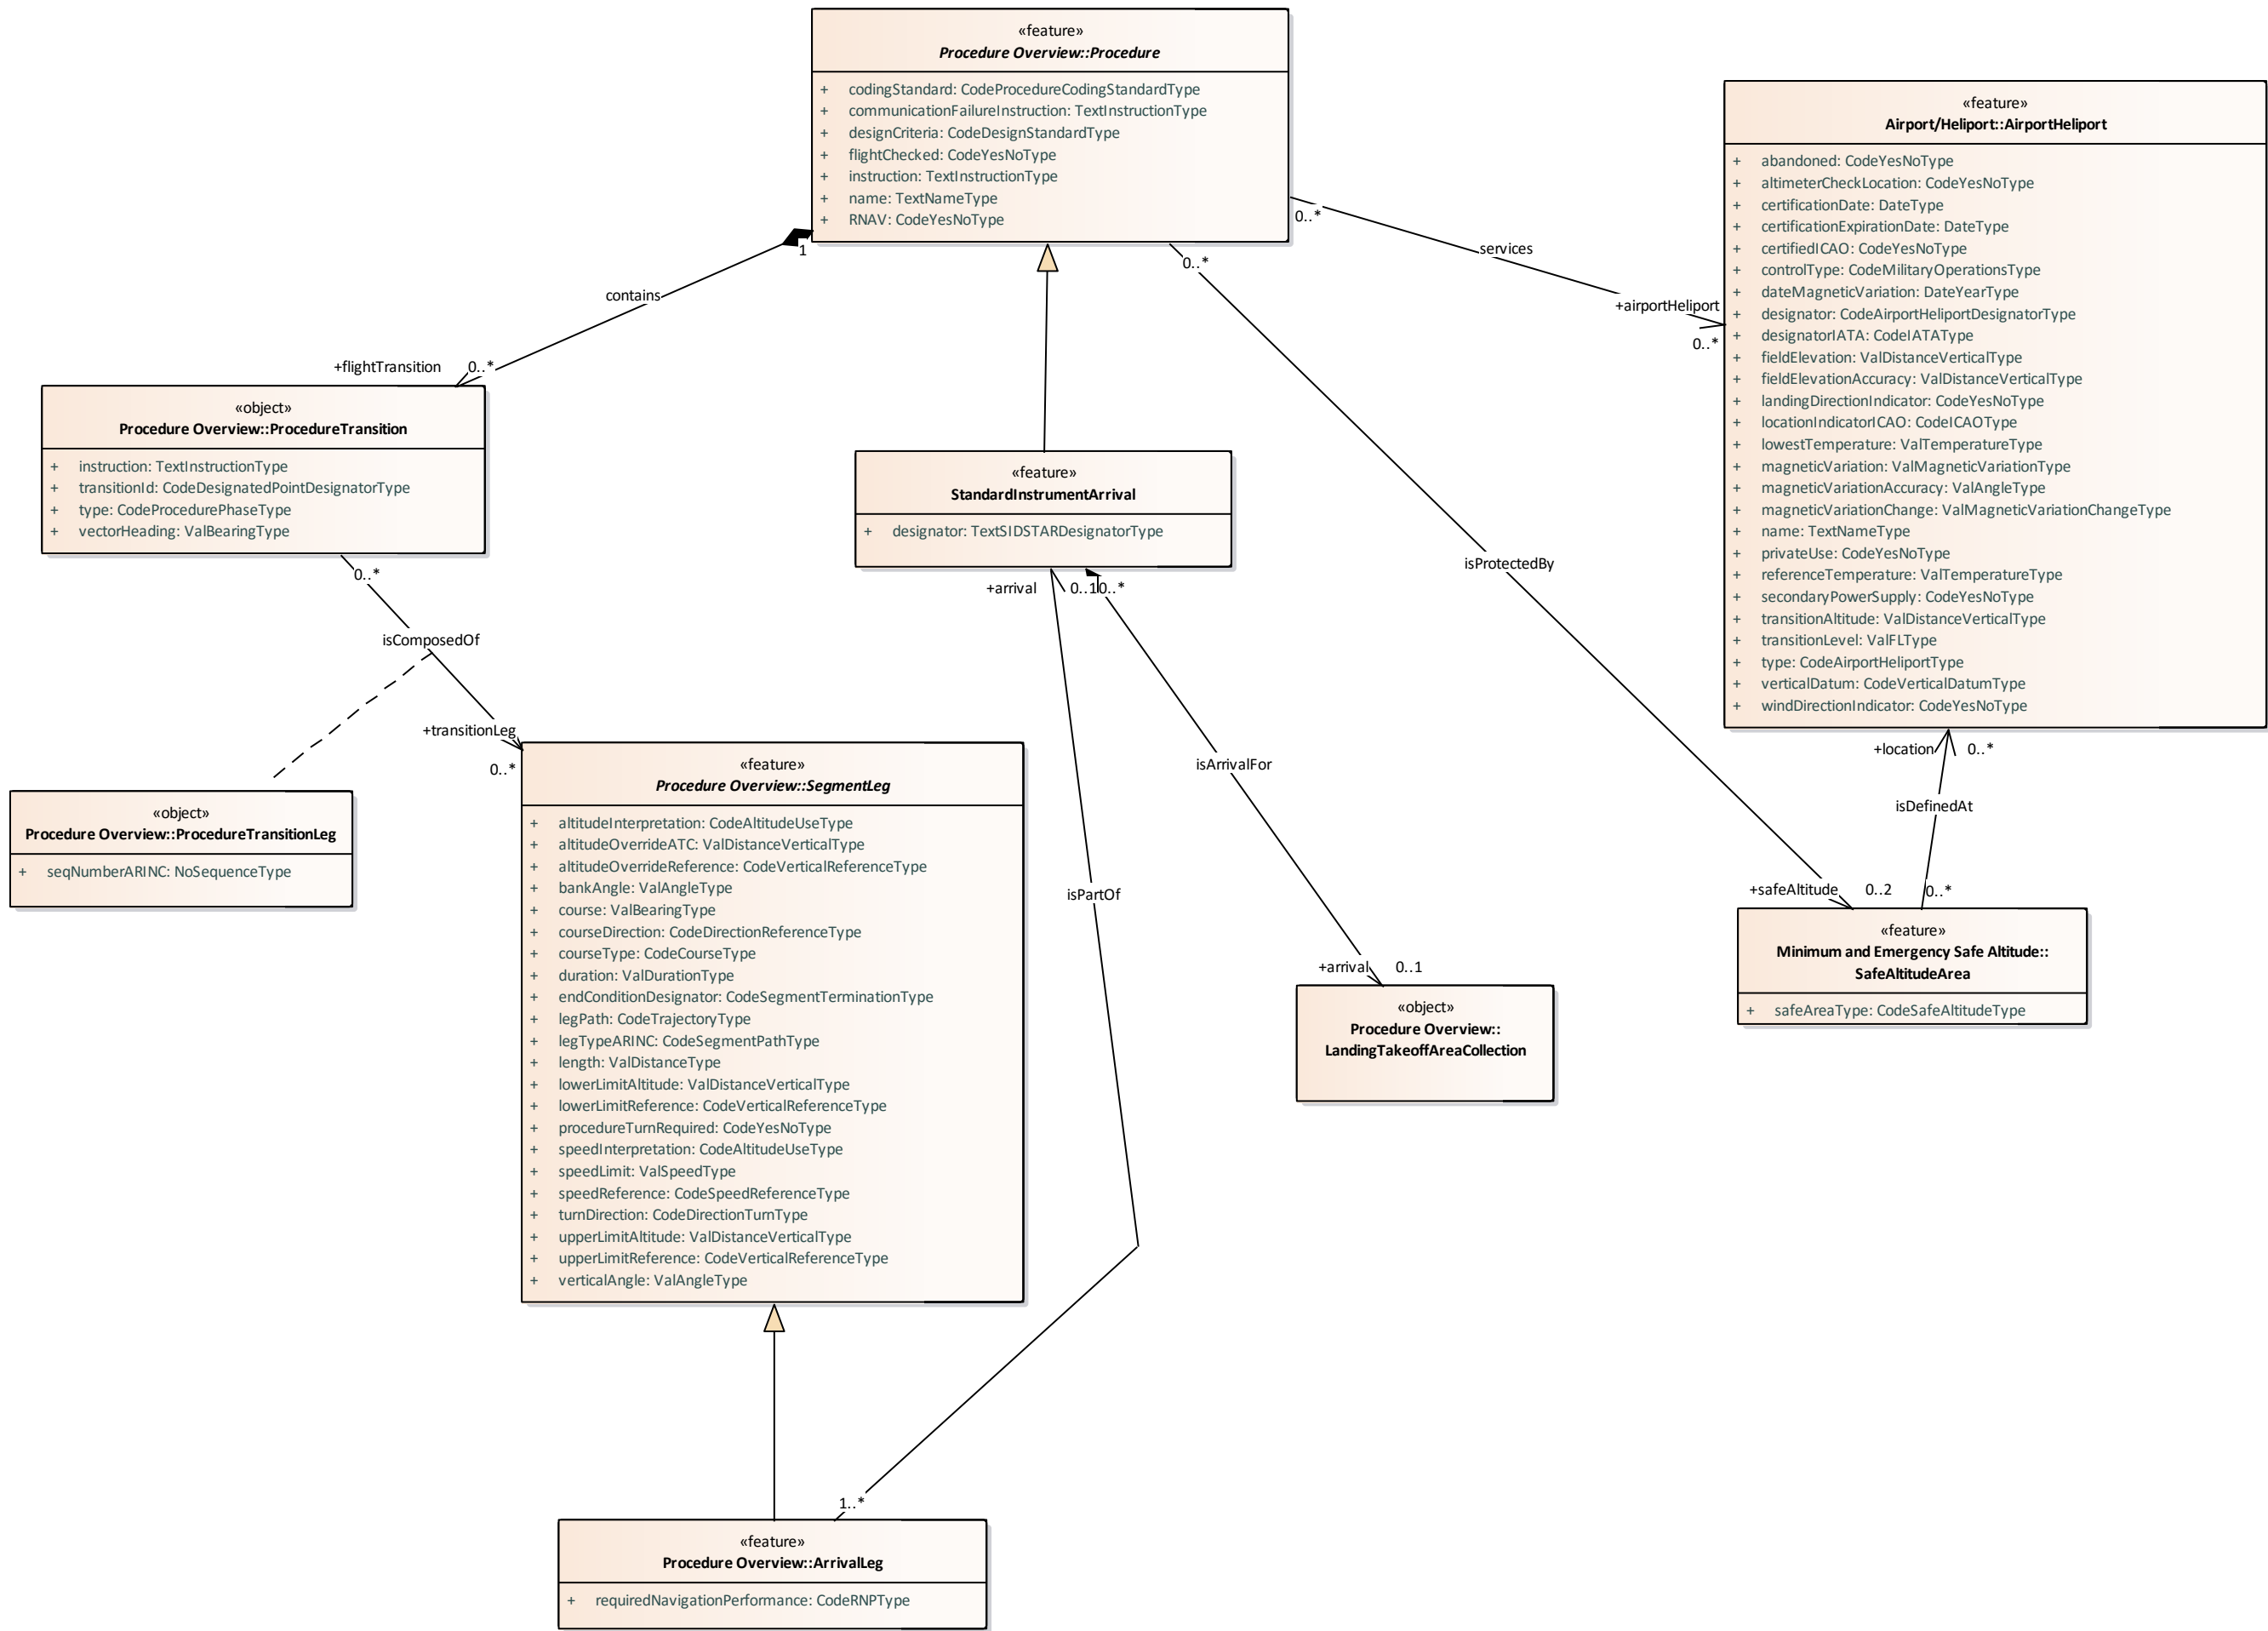 «feature»
Procedure Overview::Procedure
+ codingStandard: CodeProcedureCodingStandardType
+ communicationFailureInstruction: TextInstructionType
+ designCriteria: CodeDesignStandardType
+ flightChecked: CodeYesNoType
+ instruction: TextInstructionType
+ name: TextNameType
+ RNAV: CodeYesNoType
«feature»
Airport/Heliport::AirportHeliport
+ abandoned: CodeYesNoType
+ altimeterCheckLocation: CodeYesNoType
+ certificationDate: DateType
+ certificationExpirationDate: DateType
+ certifiedICAO: CodeYesNoType
+ controlType: CodeMilitaryOperationsType
+ dateMagneticVariation: DateYearType
+ designator: CodeAirportHeliportDesignatorType
+ designatorIATA: CodeIATAType
+ fieldElevation: ValDistanceVerticalType
+ fieldElevationAccuracy: ValDistanceVerticalType
+ landingDirectionIndicator: CodeYesNoType
+ locationIndicatorICAO: CodeICAOType
+ lowestTemperature: ValTemperatureType
+ magneticVariation: ValMagneticVariationType
+ magneticVariationAccuracy: ValAngleType
+ magneticVariationChange: ValMagneticVariationChangeType
+ name: TextNameType
+ privateUse: CodeYesNoType
+ referenceTemperature: ValTemperatureType
+ secondaryPowerSupply: CodeYesNoType
+ transitionAltitude: ValDistanceVerticalType
+ transitionLevel: ValFLType
+ type: CodeAirportHeliportType
+ verticalDatum: CodeVerticalDatumType
+ windDirectionIndicator: CodeYesNoType
0..*
services
+airportHeliport
0..*
1
contains
+flightTransition
0..*
0..*
isProtectedBy
+safeAltitude
0..2
«object»
Procedure Overview::ProcedureTransition
+ instruction: TextInstructionType
+ transitionId: CodeDesignatedPointDesignatorType
+ type: CodeProcedurePhaseType
+ vectorHeading: ValBearingType
«feature»
StandardInstrumentArrival
+ designator: TextSIDSTARDesignatorType
0..*
isComposedOf
+transitionLeg
0..*
+arrival
0..1
0..*
isArrivalFor
isPartOf
+arrival
0..1
+location
0..*
isDefinedAt
0..*
«object»
Procedure Overview::ProcedureTransitionLeg
+ seqNumberARINC: NoSequenceType
«feature»
Procedure Overview::SegmentLeg
+ altitudeInterpretation: CodeAltitudeUseType
+ altitudeOverrideATC: ValDistanceVerticalType
+ altitudeOverrideReference: CodeVerticalReferenceType
+ bankAngle: ValAngleType
+ course: ValBearingType
+ courseDirection: CodeDirectionReferenceType
+ courseType: CodeCourseType
+ duration: ValDurationType
+ endConditionDesignator: CodeSegmentTerminationType
+ legPath: CodeTrajectoryType
+ legTypeARINC: CodeSegmentPathType
+ length: ValDistanceType
+ lowerLimitAltitude: ValDistanceVerticalType
+ lowerLimitReference: CodeVerticalReferenceType
+ procedureTurnRequired: CodeYesNoType
+ speedInterpretation: CodeAltitudeUseType
+ speedLimit: ValSpeedType
+ speedReference: CodeSpeedReferenceType
+ turnDirection: CodeDirectionTurnType
+ upperLimitAltitude: ValDistanceVerticalType
+ upperLimitReference: CodeVerticalReferenceType
+ verticalAngle: ValAngleType
«object»
Procedure Overview::
LandingTakeoffAreaCollection
«feature»
Minimum and Emergency Safe Altitude::
SafeAltitudeArea
+ safeAreaType: CodeSafeAltitudeType
1..*
«feature»
Procedure Overview::ArrivalLeg
+ requiredNavigationPerformance: CodeRNPType